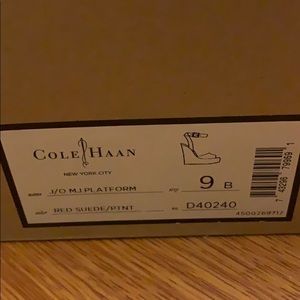 COLE HAAN
NEW YORK CITY
J/O MJ PLATFORM
9 B
RED SUEDE/PTNT
D40240